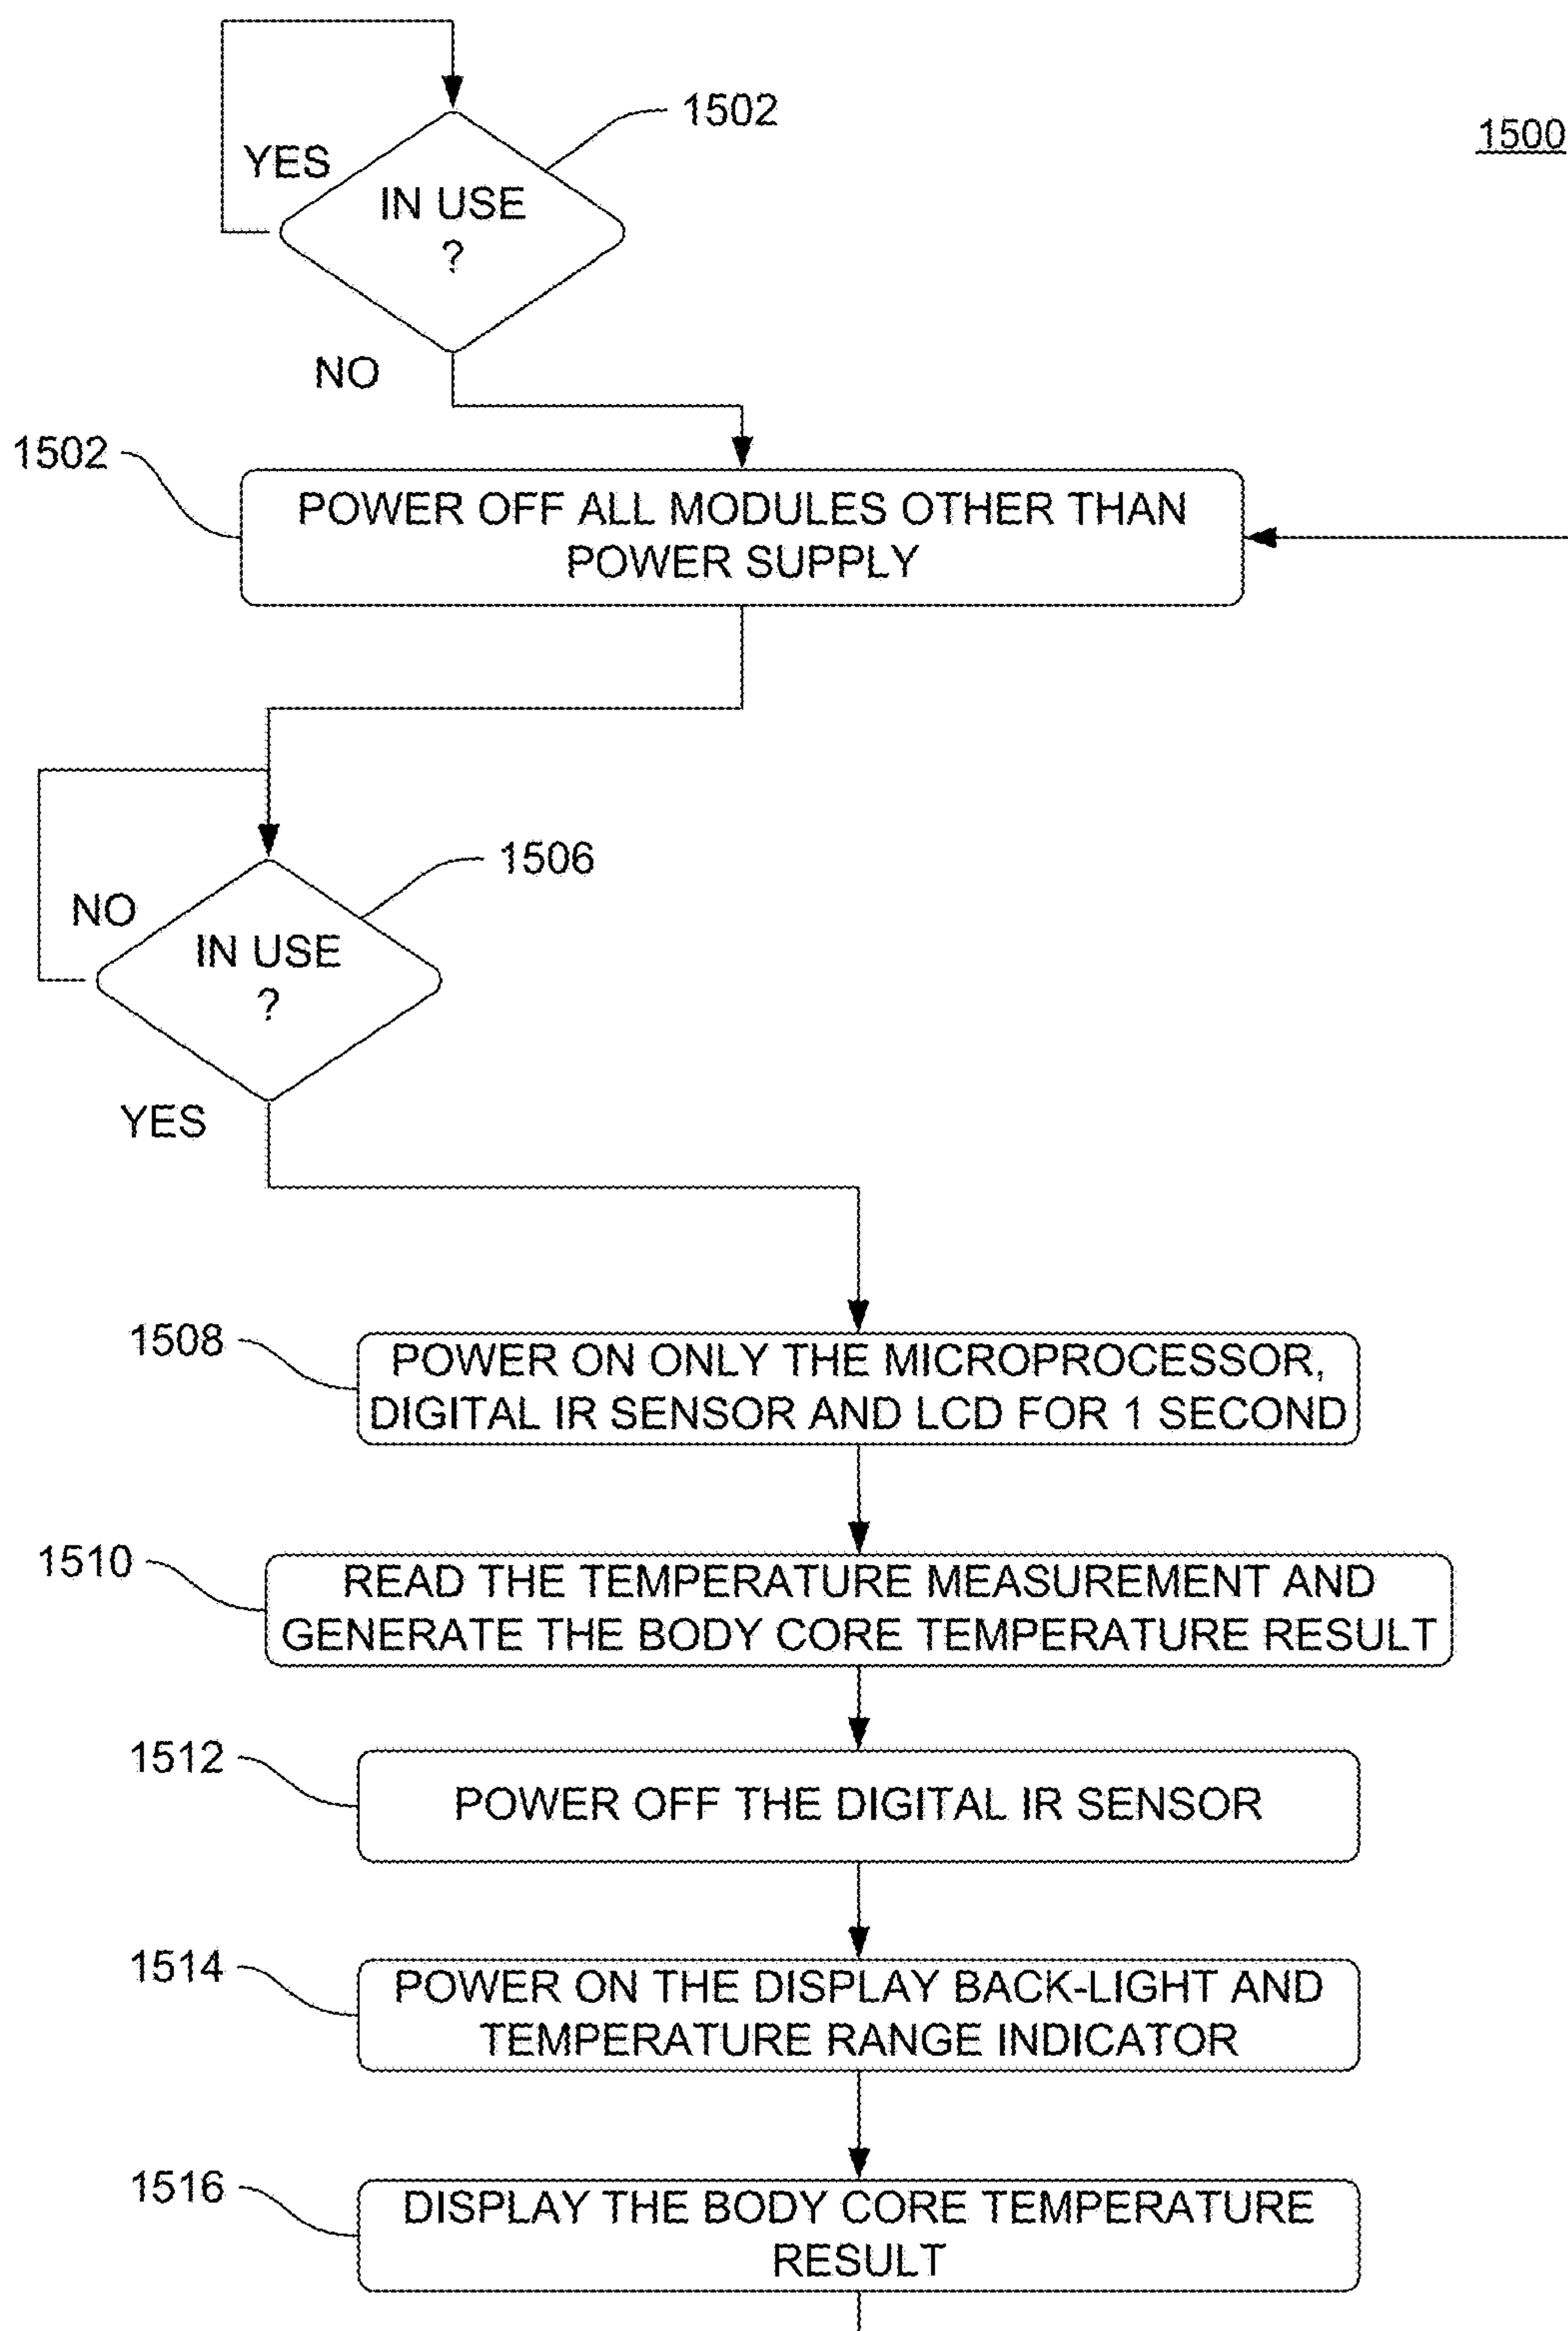 1502
1500
YES
IN USE
?
NO
1502
POWER OFF ALL MODULES OTHER THAN
POWER SUPPLY
1506
NO
IN USE
?
YES
1508
POWER ON ONLY THE MICROPROCESSOR,
DIGITAL IR SENSOR AND LCD FOR 1 SECOND
1510
READ THE TEMPERATURE MEASUREMENT AND
GENERATE THE BODY CORE TEMPERATURE RESULT
1512
POWER OFF THE DIGITAL IR SENSOR
1514
POWER ON THE DISPLAY BACK-LIGHT AND
TEMPERATURE RANGE INDICATOR
1516
DISPLAY THE BODY CORE TEMPERATURE
RESULT